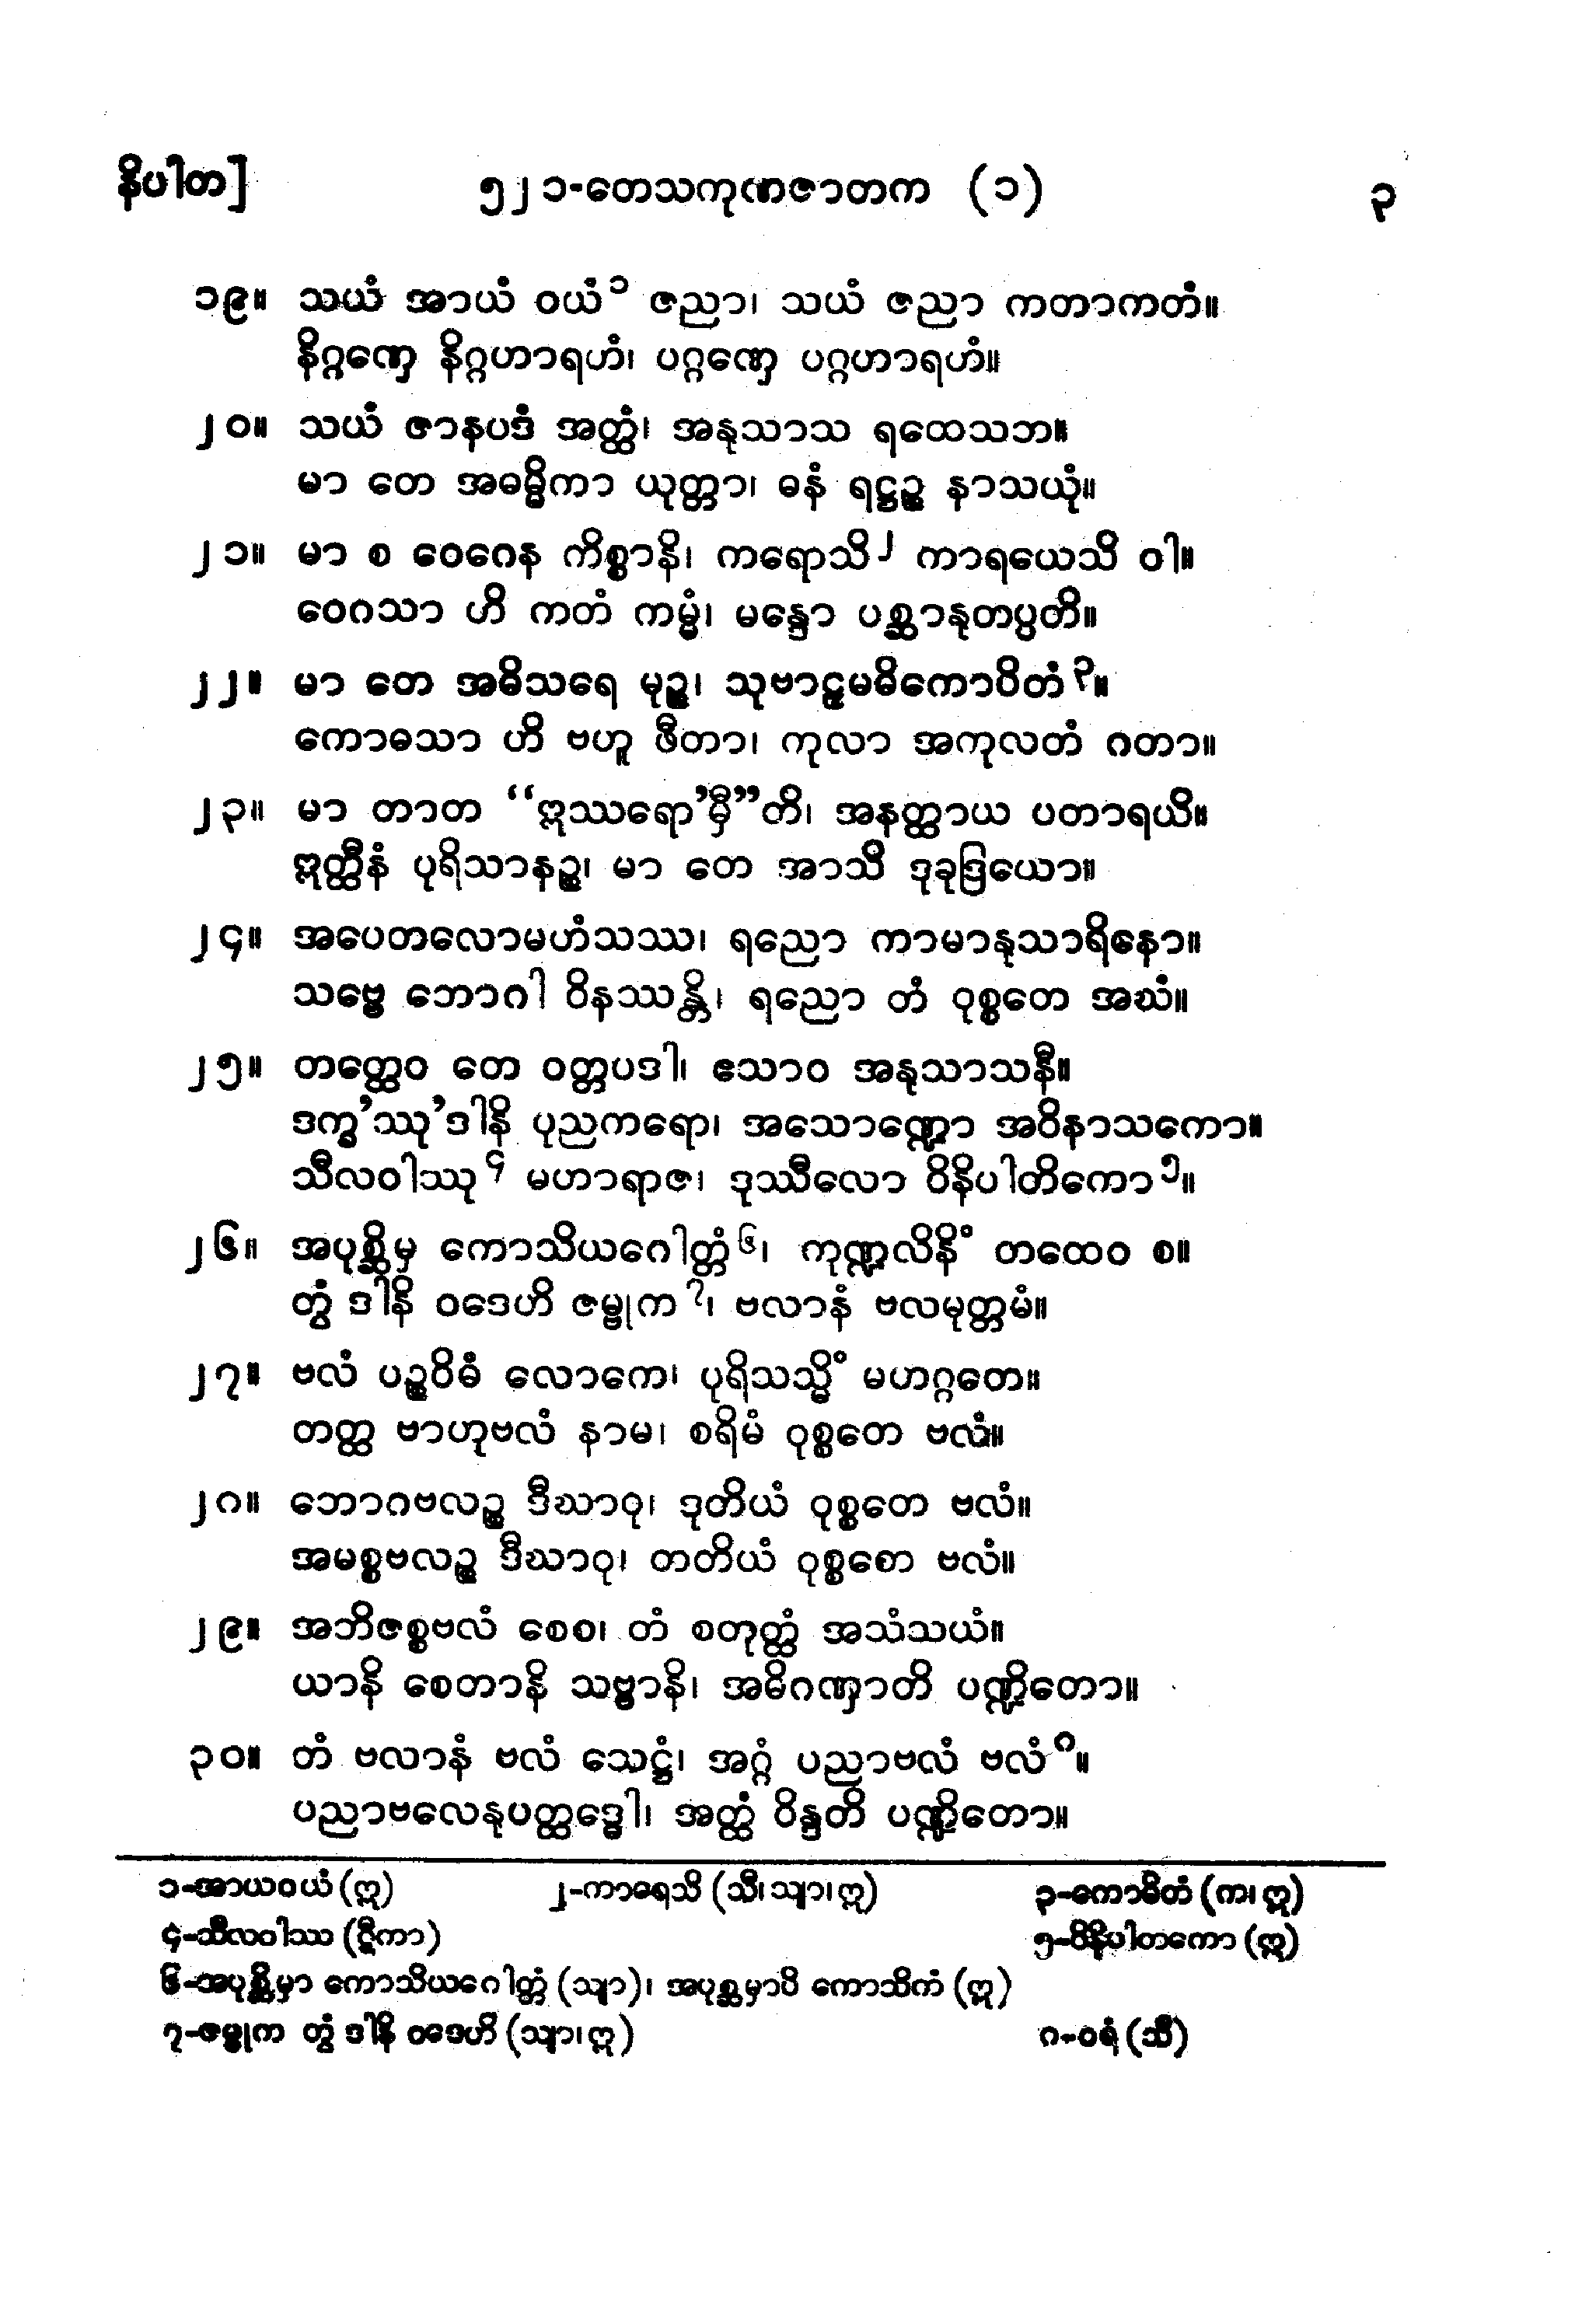 နိပါတ] ၅၂၁-တေသကုဏဇာတက (၁) ၃
၁၉။ သယံ အာယံ ဝယံ၁ ဇညာ၊ သယံ ဇညာ ကတာကတံ။
နိဂ္ဂဏှေ နိဂ္ဂဟာရဟံ၊ ပဂ္ဂဏှေ ပဂ္ဂဟာရဟံ။
၂၀။ သယံ ဇာနပဒံ အတ္ထံ၊ အနုသာသ ရထေသဘ။
မာ တေ အဓမ္မိကာ ယုတ္တာ၊ ဓနံ ရဋ္ဌဉ္စ နာသယုံ။
၂၁။ မာ စ ဝေဂေန ကိစ္စာနိ၊ ကရောသိ၂ ကာရယေသိ ဝါ။
ဝေဂသာ ဟိ ကတံ ကမ္မံ၊ မန္ဒော ပစ္ဆာနုတပ္ပတိ။
၂၂။ မာ တေ အဓိသရေ မုဉ္စ၊ သုဗာဠှမဓိကောပိတံ၃။
ကောဓသာ ဟိ ဗဟူ ဖီတာ၊ ကုလာ အကုလတံ ဂတာ။
၂၃။ မာ တာတ “ဣဿရော’မှီ”တိ၊ အနတ္ထာယ ပတာရယိ။
ဣတ္ထီနံ ပုရိသာနဉ္စ၊ မာ တေ အာသိ ဒုခုဒြယော။
၂၄။ အပေတလောမဟံသဿ၊ ရညော ကာမာနုသာရိနော။
သဗ္ဗေ ဘောဂါ ဝိနဿန္တိ၊ ရညော တံ ဝုစ္စတေ အဃံ။
၂၅။ တတ္ထေဝ တေ ဝတ္တပဒါ၊ ဧသာဝ အနုသာသနီ။
ဒက္ခ’ဿု’ဒါနိ ပုညကရော၊ အသောဏ္ဍော အဝိနာသကော။
သီလဝါဿု၄ မဟာရာဇ၊ ဒုဿီလော ဝိနိပါတိကော၅။
၂၆။ အပုစ္ဆိမှ ကောသိယဂေါတ္တံ၆၊ ကုဏ္ဍလိနိံ တထေဝ စ။
တွံ ဒါနိ ဝဒေဟိ ဇမ္ဗုက၇၊ ဗလာနံ ဗလမုတ္တမံ။
၂၇။ ဗလံ ပဉ္စဝိဓံ လောကေ၊ ပုရိသသ္မိံ မဟဂ္ဂတေ။
တတ္ထ ဗာဟုဗလံ နာမ၊ စရိမံ ဝုစ္စတေ ဗလံ။
၂၈။ ဘောဂဗလဉ္စ ဒီဃာဝု၊ ဒုတိယံ ဝုစ္စတေ ဗလံ။
အမစ္စဗလဉ္စ ဒီဃာဝု၊ တတိယံ ဝုစ္စတေ ဗလံ။
၂၉။ အဘိဇစ္စဗလံ စေဝ၊ တံ စတုတ္ထံ အသံသယံ။
ယာနိ စေတာနိ သဗ္ဗာနိ၊ အဓိဂဏှာတိ ပဏ္ဍိတော။
၃၀။ တံ ဗလာနံ ဗလံ သေဋ္ဌံ၊ အဂ္ဂံ ပညာဗလံ ဗလံ၈။
ပညာဗလေနုပတ္ထဒ္ဓေါ၊ အတ္ထံ ဝိန္ဒတိ ပဏ္ဍိတော။
၁-အာယဝယံ (ဣ) ၂-ကာရေသိ (သီ၊ သျာ၊ ဣ) ၃-ကောဓိတံ (က၊ ဣ)
၄-သီလဝါဿ (ဋီကာ) ၅-ဝိနိပါတကော (ဣ)
၆-အပုစ္ဆိမှာ ကောသိယဂေါတ္တံ (သျာ)၊ အပုစ္ဆမှာပိ ကောသိကံ (ဣ)
၇-ဇမ္ဗုက တွံ ဒါနိ ဝဒေဟိ (သျာ၊ ဣ) ၈-ဝရံ (သီ)